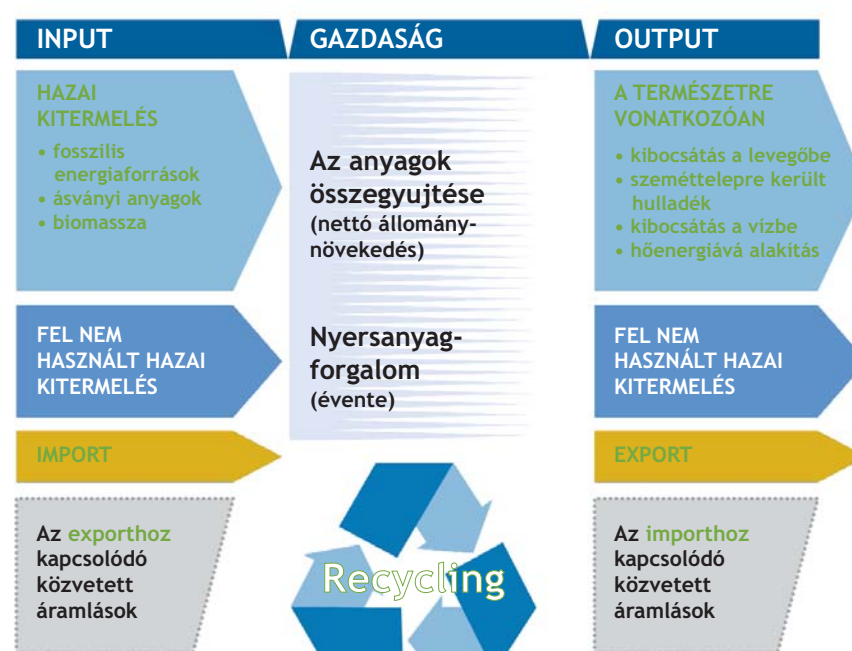 INPUT
HAZAI
KITERMELÉS
• fosszilis
energiaforrások
• ásványi anyagok
• biomassza
FEL NEM
HASZNÁLT HAZAI
KITERMELÉS
IMPORT
Az exporthoz
kapcsolódó
közvetett
áramlások
GAZDASÁG
Az anyagok
összegyujtése
(nettó állomány-
növekedés)
Nyersanyag-
forgalom
(évente)
Recycling
OUTPUT
A TERMÉSZETRE
VONATKOZÓAN
• kibocsátás a levegőbe
• szeméttelepre került
hulladék
• kibocsátás a vízbe
• hőenergiává alakítás
FEL NEM
HASZNÁLT HAZAI
KITERMELÉS
EXPORT
Az importhoz
kapcsolódó
közvetett
áramlások